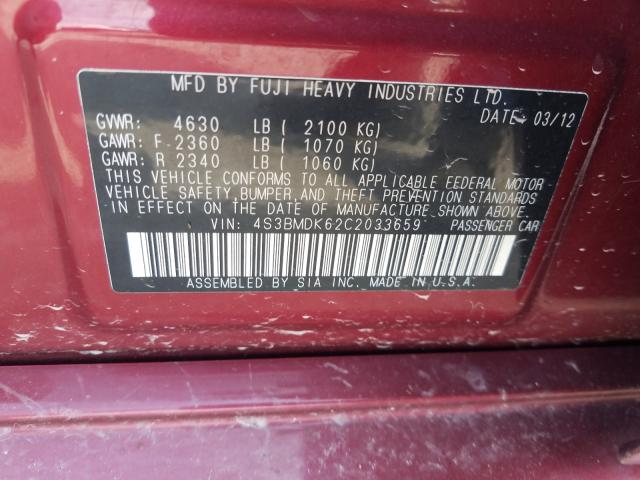 MFD BY FUJI HEAVY INDUSTRIES LTD.
DATE: 03/12
GVWR: 4630 LB ( 2100 KG)
GAWR: F-2360 LB ( 1070 KG)
GAWR: R 2340 LB ( 1060 KG)
THIS VEHICLE CONFORMS TO ALL APPLICABLE FEDERAL MOTOR
VEHICLE SAFETY, BUMPER, AND THEFT PREVENTION STANDARDS
IN EFFECT ON THE DATE OF MANUFACTURE SHOWN ABOVE.
VIN: 4S3BMDK62C2033659 PASSENGER CAR
ASSEMBLED BY SIA INC. MADE IN U.S.A.